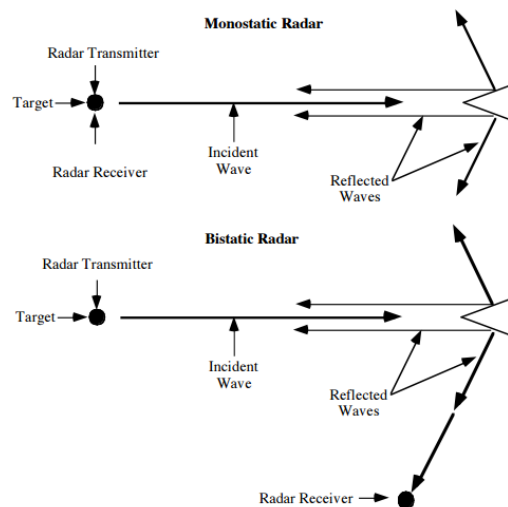 Monostatic Radar
Radar Transmitter
Target
Radar Receiver
Incident
Wave
Reflected
Waves
Bistatic Radar
Radar Transmitter
Target
Incident
Wave
Reflected
Waves
Radar Receiver